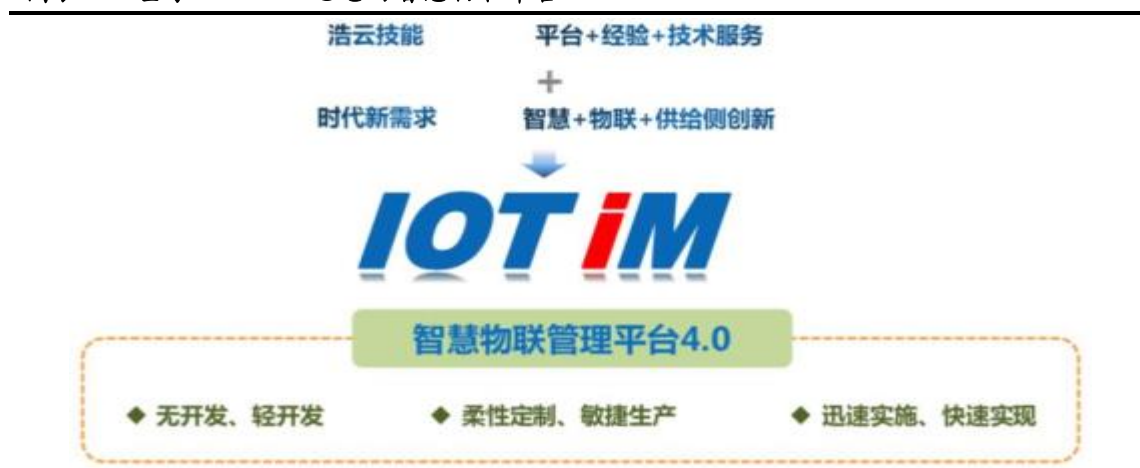 浩云技能 平台+经验+技术服务
+
时代新需求 智慧+物联+供给侧创新
IOT iM
智慧物联管理平台4.0
◆ 无开发、轻开发 ◆ 柔性定制、敏捷生产 ◆ 迅速实施、快速实现